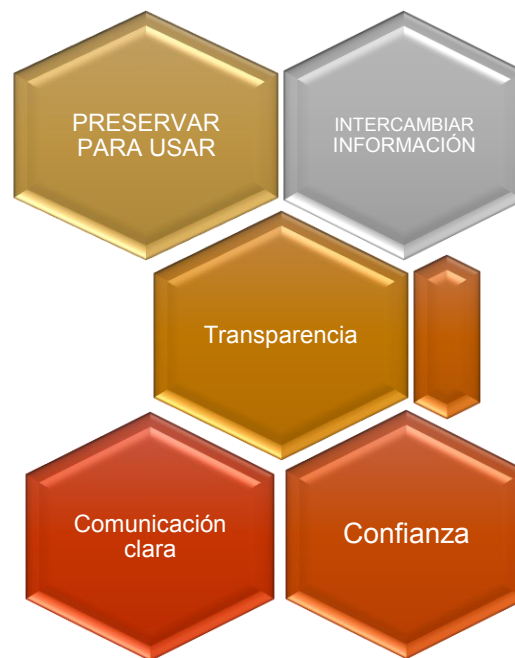 PRESERVAR
PARA USAR
INTERCAMBIAR
INFORMACIÓN
Transparencia
Comunicación
clara
Confianza